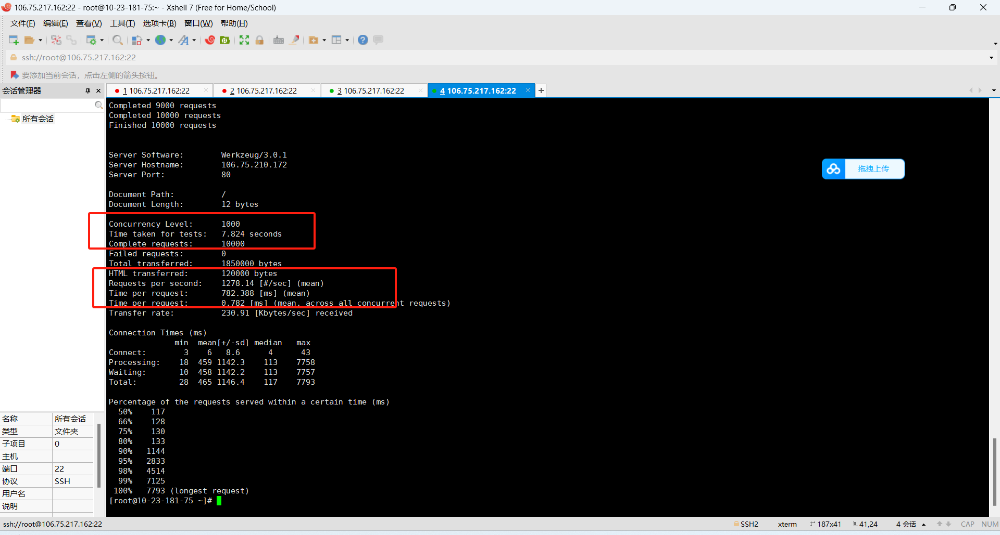 106.75.217.162:22 - root@10-23-181-75:~ - Xshell 7 (Free for Home/School)
文件(F) 编辑(E) 查看(V) 工具(T) 选项卡(B) 窗口(W) 帮助(H)
ssh://root@106.75.217.162:22
要添加当前会话，点击左侧的箭头按钮。
会话管理器
1 106.75.217.162:22
2 106.75.217.162:22
3 106.75.217.162:22
4 106.75.217.162:22
所有会话
Completed 9000 requests
Completed 10000 requests
Finished 10000 requests
Server Software: Werkzeug/3.0.1
Server Hostname: 106.75.210.172
Server Port: 80
拖拽上传
Document Path: /
Document Length: 12 bytes
Concurrency Level: 1000
Time taken for tests: 7.824 seconds
Complete requests: 10000
Failed requests: 0
Total transferred: 1850000 bytes
HTML transferred: 120000 bytes
Requests per second: 1278.14 [#/sec] (mean)
Time per request: 782.388 [ms] (mean)
Time per request: 0.782 [ms] (mean, across all concurrent requests)
Transfer rate: 230.91 [Kbytes/sec] received
Connection Times (ms)
min mean[+/-sd] median max
Connect: 3 6 8.6 4 43
Processing: 18 459 1142.3 113 7758
Waiting: 10 458 1142.2 113 7757
Total: 28 465 1146.4 117 7793
Percentage of the requests served within a certain time (ms)
50% 117
66% 128
75% 130
80% 133
90% 1144
95% 2833
98% 4514
99% 7125
100% 7793 (longest request)
[root@10-23-181-75 ~]#
名称 所有会话
类型 文件夹
子项目 0
主机
端口 22
协议 SSH
用户名
说明
ssh://root@106.75.217.162:22 SSH2 xterm 187x41 41,24 4 会话 CAP NUM